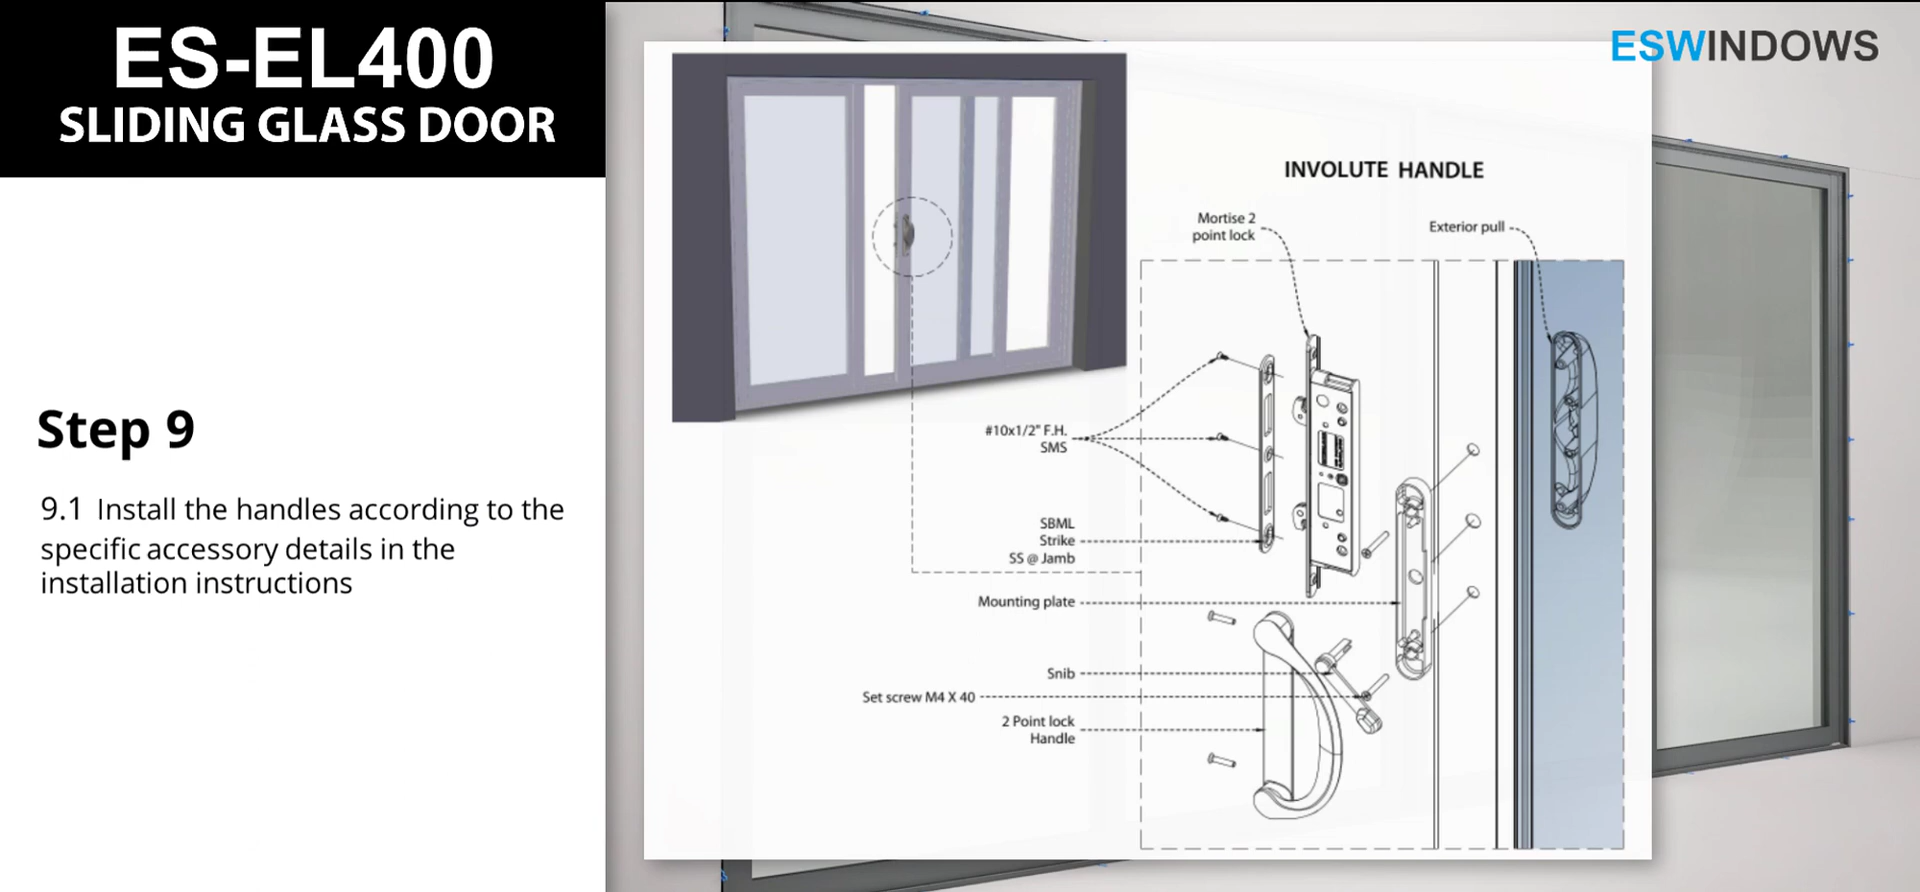 ES-EL400
SLIDING GLASS DOOR
ESWINDOWS
Step 9
9.1 Install the handles according to the
specific accessory details in the
installation instructions
INVOLUTE HANDLE
Mortise 2
point lock
Exterior pull
#10x1/2" F.H.
SMS
SBML
Strike
SS @ Jamb
Mounting plate
Snib
Set screw M4 X 40
2 Point lock
Handle